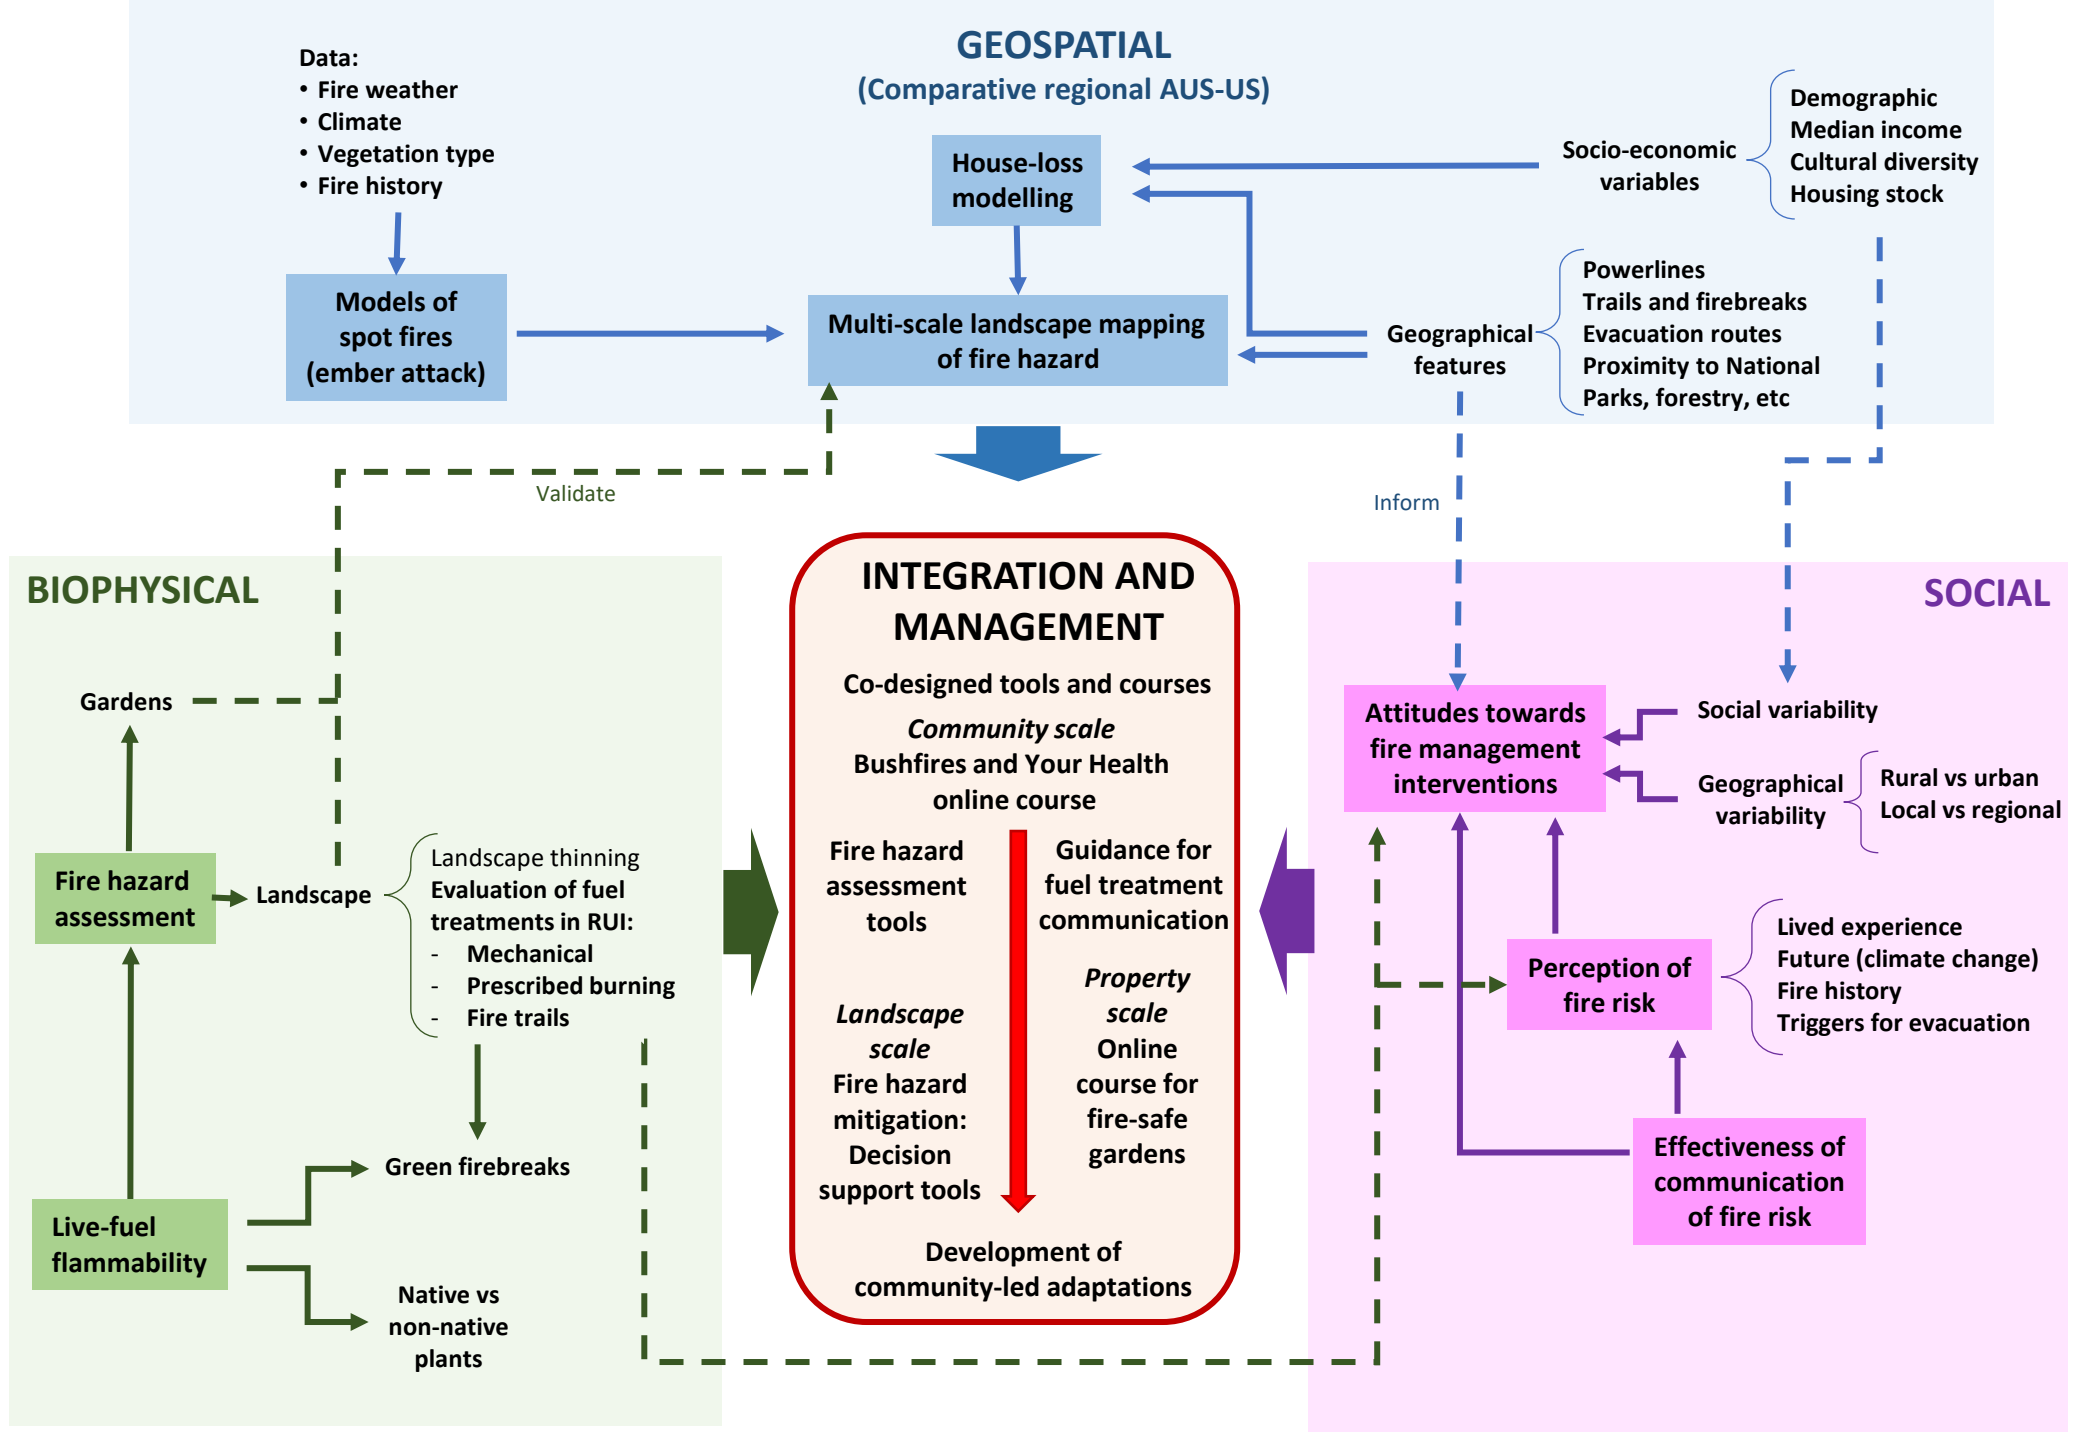 GEOSPATIAL
(Comparative regional AUS-US)
Data:
• Fire weather
• Climate
• Vegetation type
• Fire history
House-loss
modelling
Socio-economic
variables
Demographic
Median income
Cultural diversity
Housing stock
Models of
spot fires
(ember attack)
Multi-scale landscape mapping
of fire hazard
Geographical
features
Powerlines
Trails and firebreaks
Evacuation routes
Proximity to National
Parks, forestry, etc
Validate
Inform
BIOPHYSICAL
Gardens
Fire hazard
assessment
Landscape
Landscape thinning
Evaluation of fuel
treatments in RUI:
- Mechanical
- Prescribed burning
- Fire trails
Green firebreaks
Live-fuel
flammability
Native vs
non-native
plants
INTEGRATION AND
MANAGEMENT
Co-designed tools and courses
Community scale
Bushfires and Your Health
online course
Fire hazard
assessment
tools
Guidance for
fuel treatment
communication
Landscape
scale
Fire hazard
mitigation:
Decision
support tools
Property
scale
Online
course for
fire-safe
gardens
Development of
community-led adaptations
SOCIAL
Attitudes towards
fire management
interventions
Social variability
Geographical
variability
Rural vs urban
Local vs regional
Perception of
fire risk
Lived experience
Future (climate change)
Fire history
Triggers for evacuation
Effectiveness of
communication
of fire risk